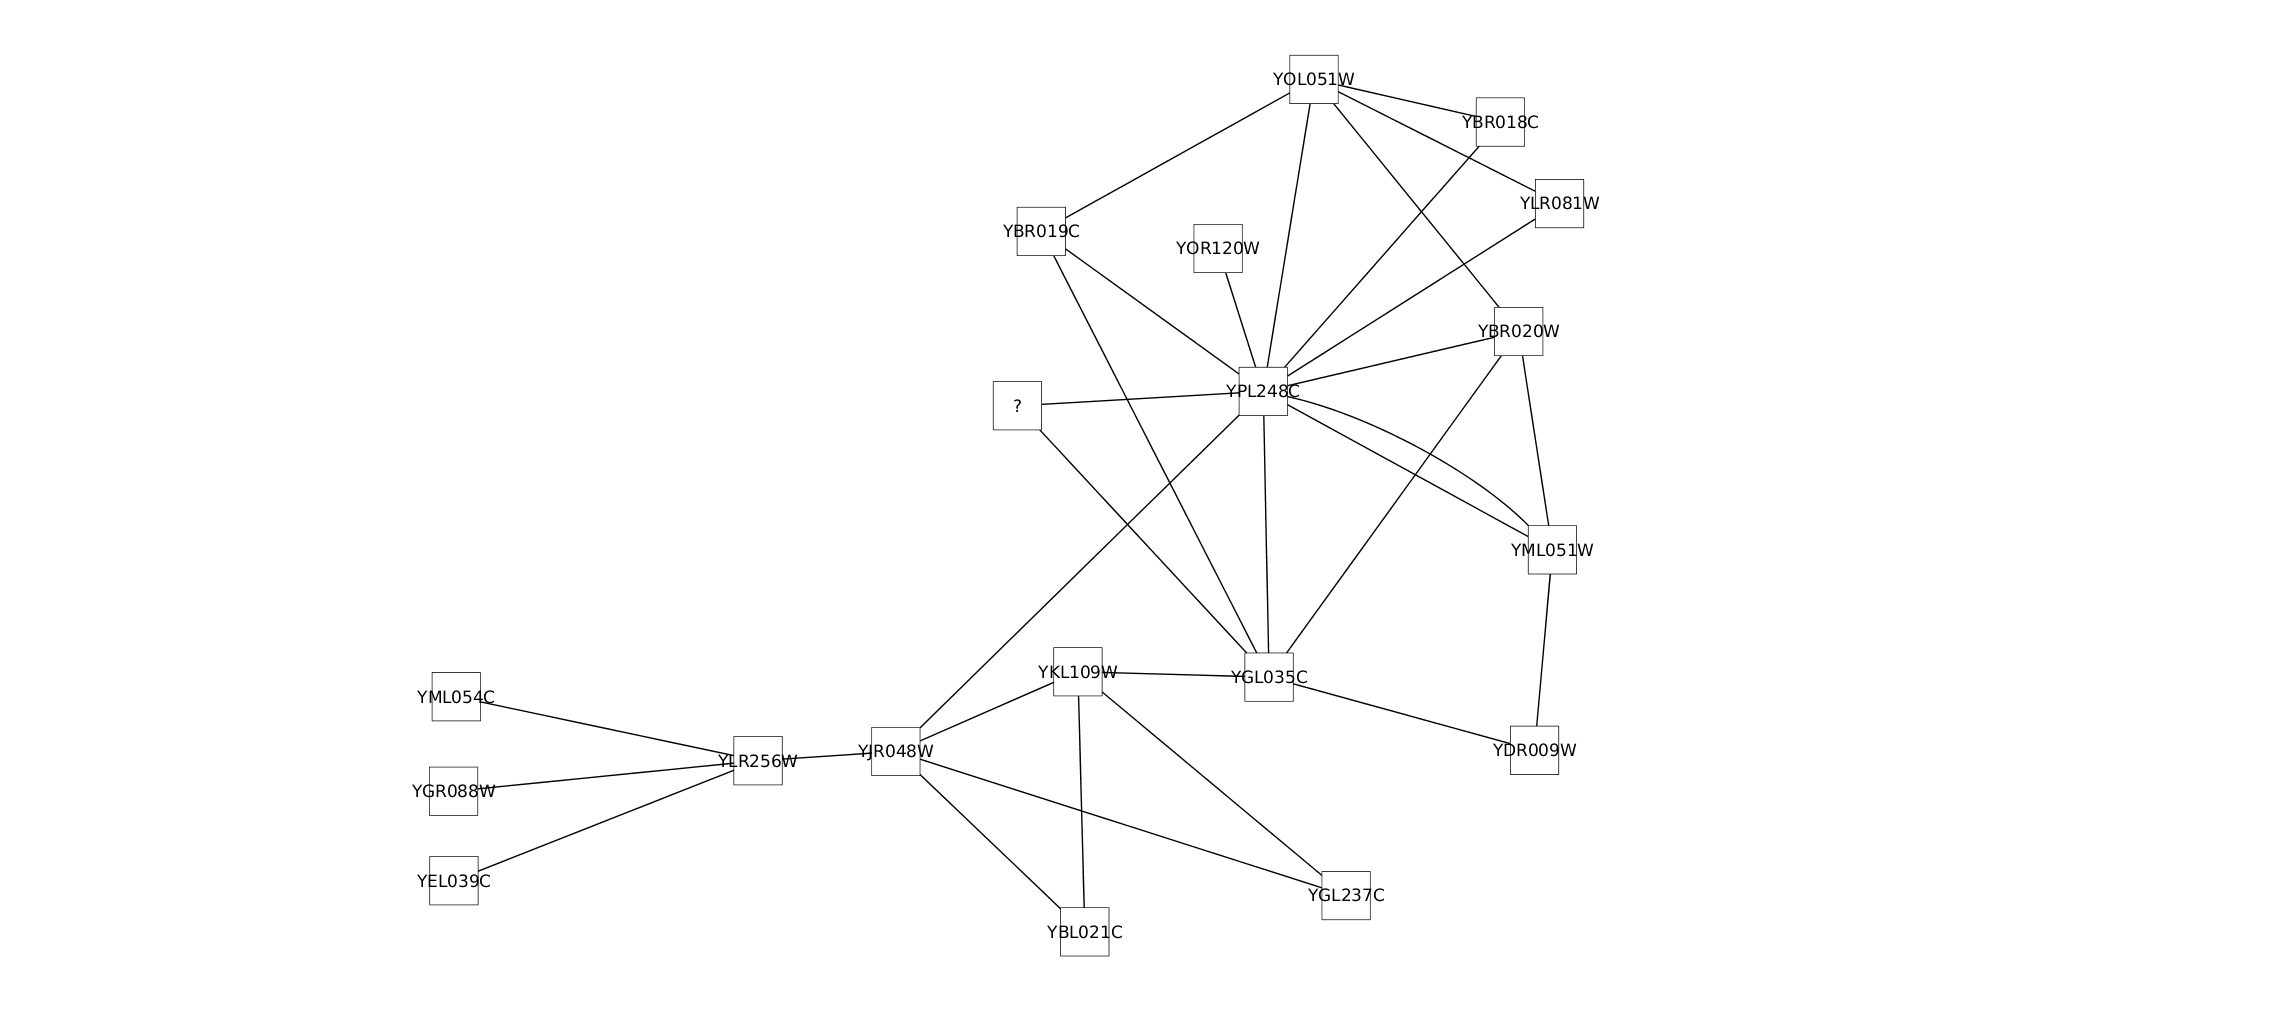 YOL051W
YBR018C
YLR081W
YBR019C
YOR120W
YBR020W
YPL248C
?
YML051W
YKL109W
YGL035C
YML054C
YDR009W
YJR048W
YLR256W
YGR088W
YEL039C
YGL237C
YBL021C